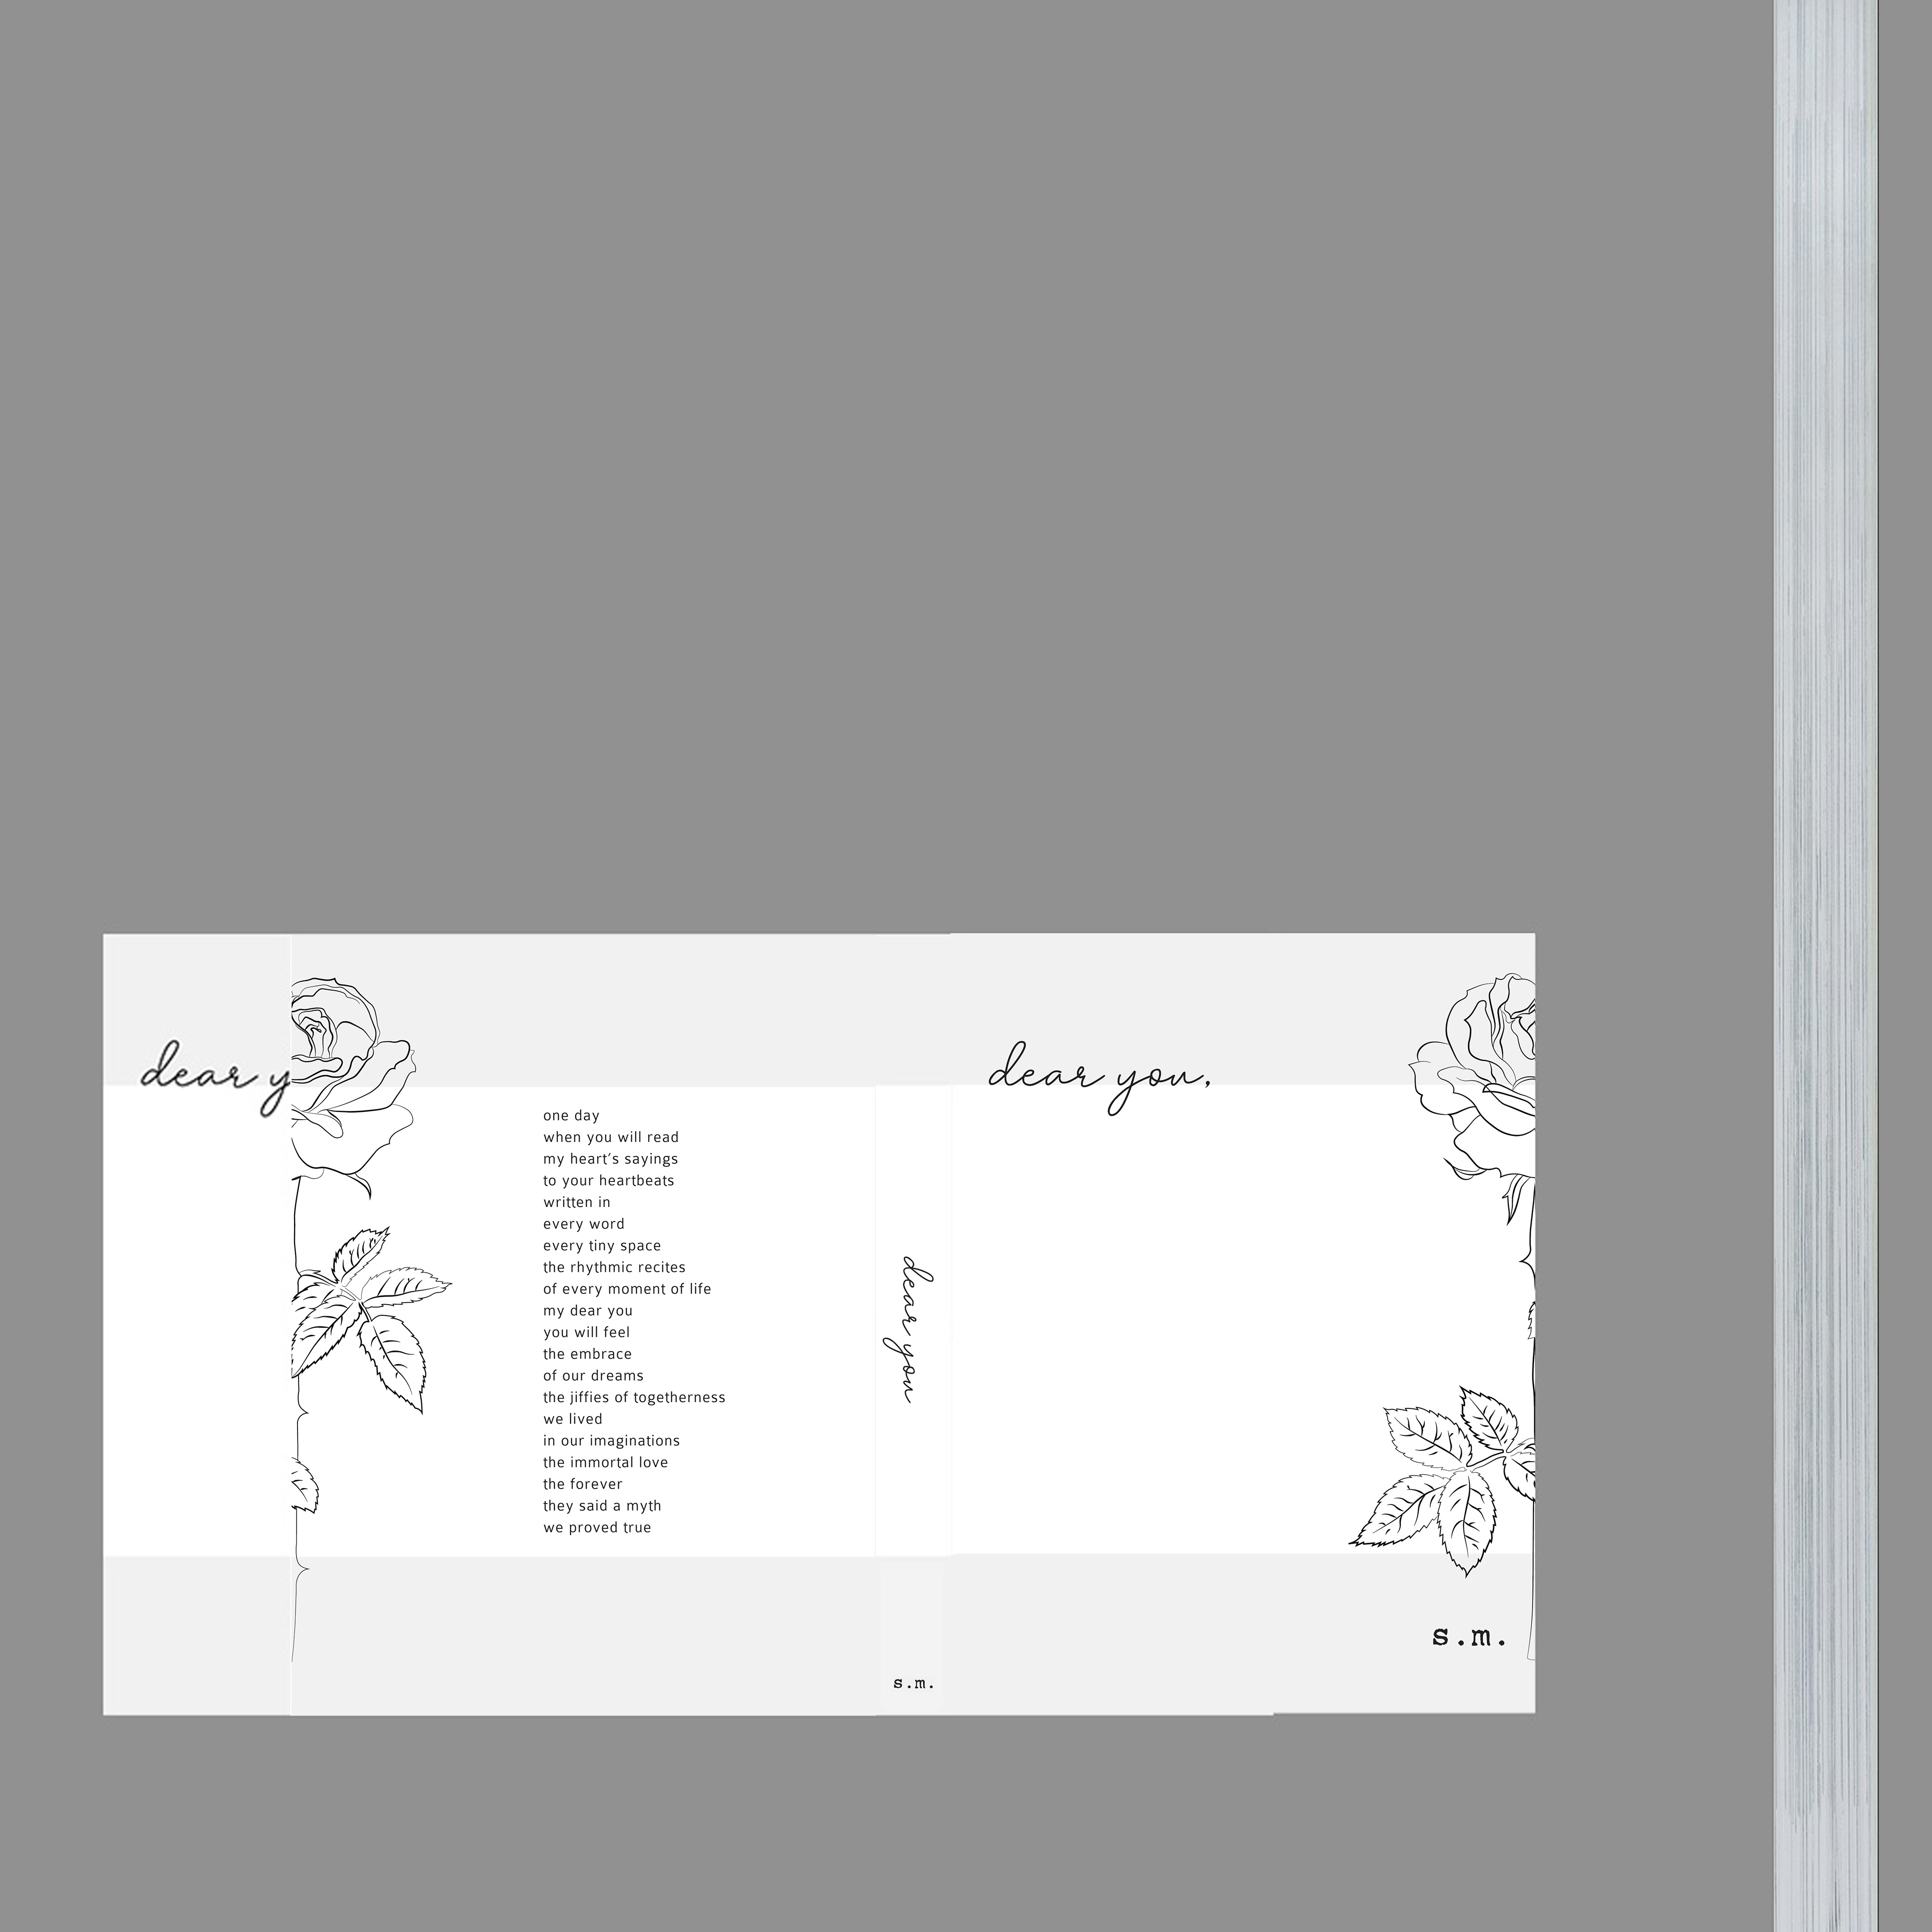 dear y
one day
when you will read
my heart's sayings
to your heartbeats
written in
every word
every tiny space
the rhythmic recites
of every moment of life
my dear you
you will feel
the embrace
of our dreams
the jiffies of togetherness
we lived
in our imaginations
the immortal love
the forever
they said a myth
we proved true
dear you
s.m.
dear you,
s.m.